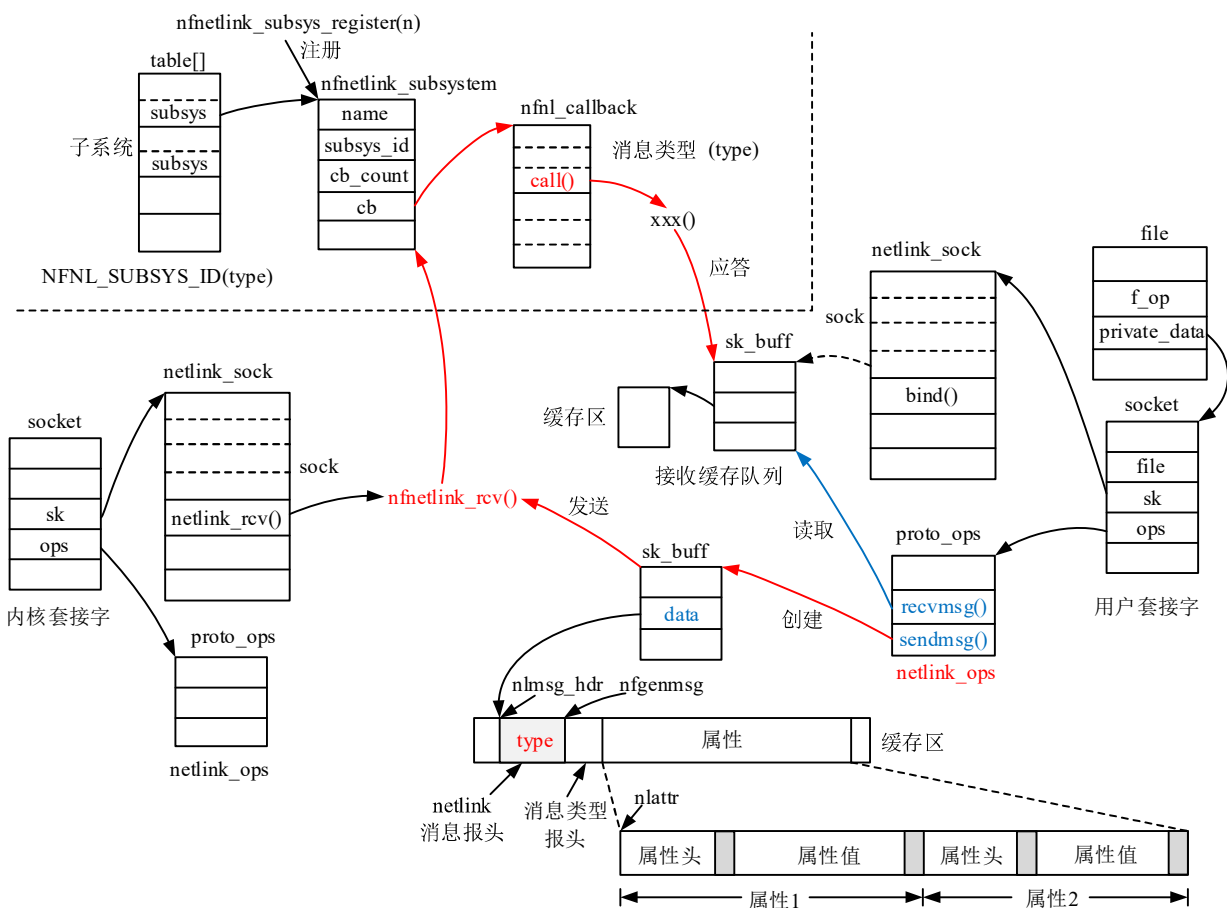 nfnetlink_subsys_register(n)
注册
table[]
subsys
subsys
子系统
NFNL_SUBSYS_ID(type)
nfnetlink_subsystem
name
subsys_id
cb_count
cb
nfnl_callback
call()
消息类型 (type)
xxx()
应答
file
f_op
private_data
netlink_sock
sock
bind()
sk_buff
缓存区
接收缓存队列
socket
file
sk
ops
用户套接字
netlink_sock
sock
netlink_rcv()
socket
sk
ops
内核套接字
proto_ops
netlink_ops
nfnetlink_rcv()
发送
读取
sk_buff
data
创建
proto_ops
recvmsg()
sendmsg()
netlink_ops
nlmsg_hdr
nfgenmsg
type
属性
缓存区
netlink
消息报头
消息类型
报头
nlattr
属性头
属性值
属性头
属性值
属性1
属性2